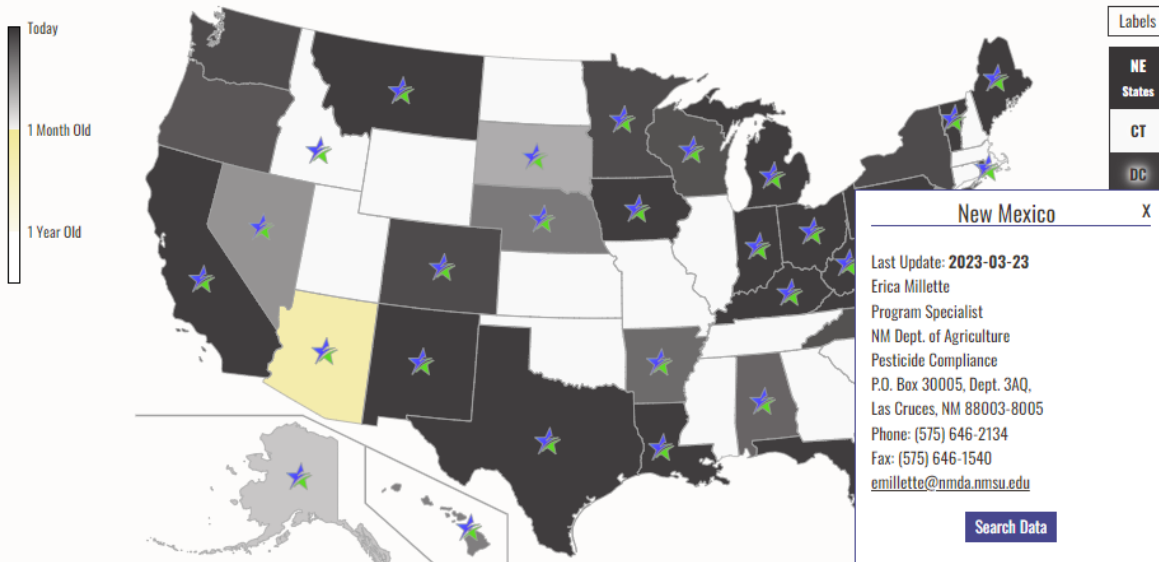 Today
1 Month Old
1 Year Old
Labels
NE
States
CT
DC
New Mexico
X
Last Update: 2023-03-23
Erica Millette
Program Specialist
NM Dept. of Agriculture
Pesticide Compliance
P.O. Box 30005, Dept. 3AQ,
Las Cruces, NM 88003-8005
Phone: (575) 646-2134
Fax: (575) 646-1540
emillette@nmda.nmsu.edu
Search Data